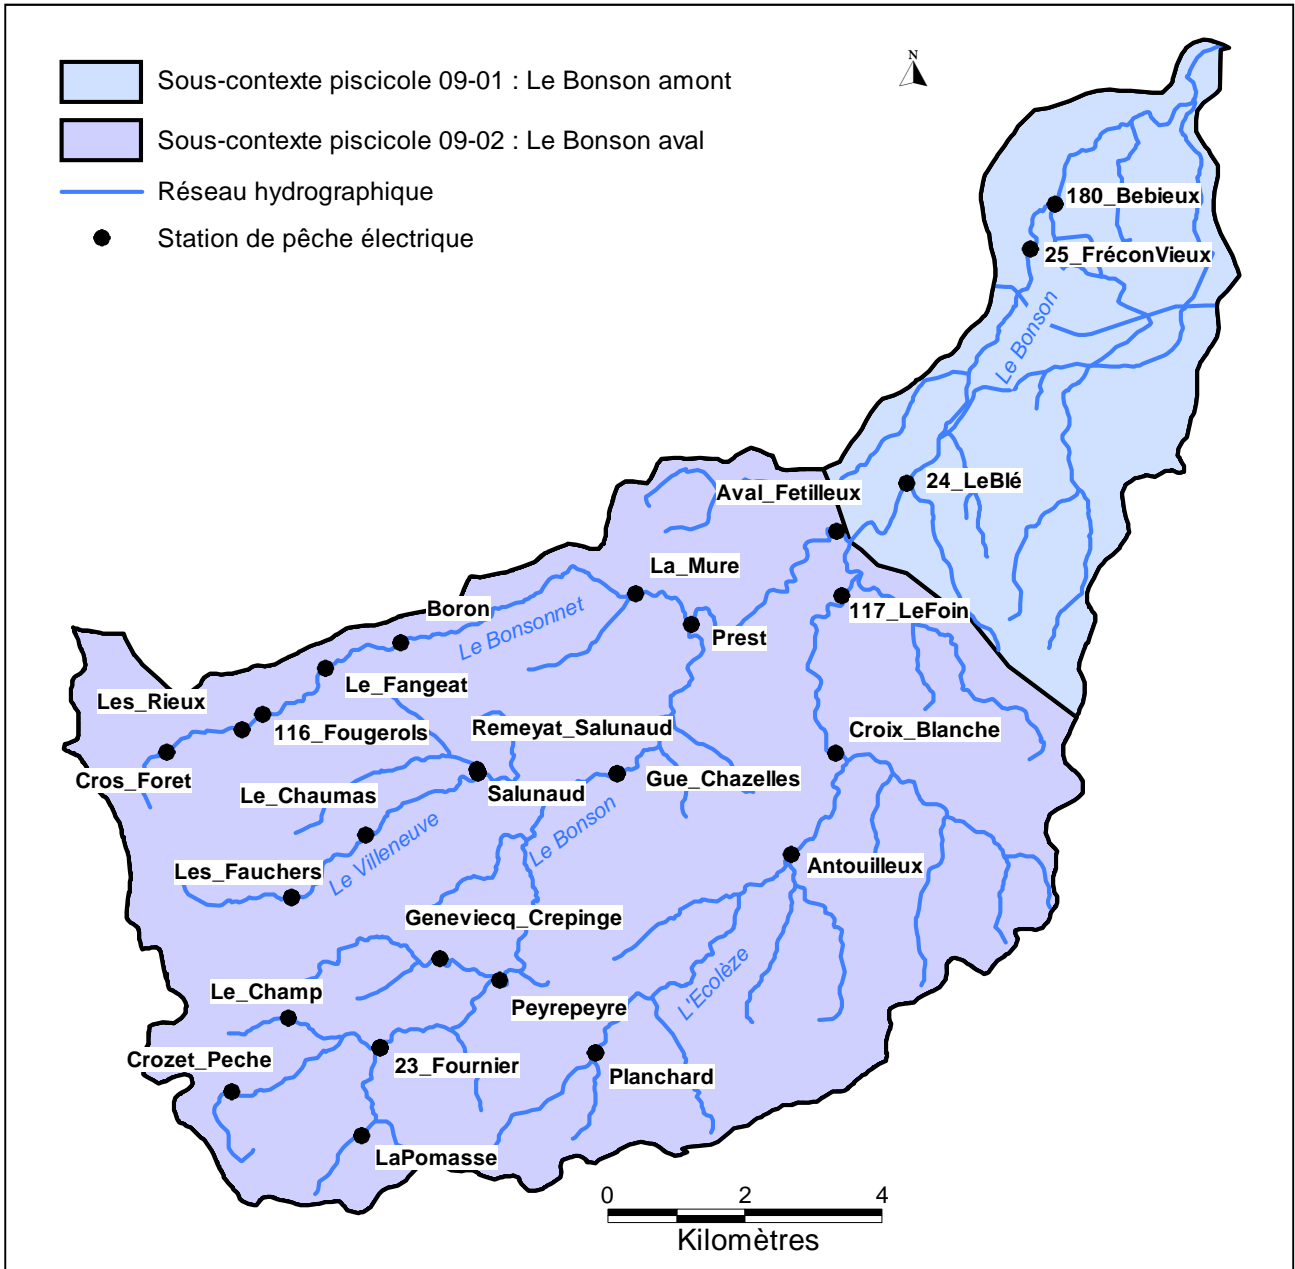 N
Sous-contexte piscicole 09-01 : Le Bonson amont
Sous-contexte piscicole 09-02 : Le Bonson aval
Réseau hydrographique
Station de pêche électrique
180_Bebieux
25_FréconVieux
Le Bonson
24_LeBlé
Aval_Fetilleux
La_Mure
Boron
117_LeFoin
Le Bonsonnet
Prest
Le_Fangeat
Les_Rieux
116_Fougerols
Remeyat_Salunaud
Croix_Blanche
Cros_Foret
Gue_Chazelles
Le_Chaumas
Salunaud
Le Bonson
Le Villeneuve
Antouilleux
Les_Fauchers
Geneviecq_Crepinge
L'Ecolèze
Le_Champ
Peyrepeyre
Crozet_Peche
23_Fournier
Planchard
LaPomasse
0 2 4
Kilomètres